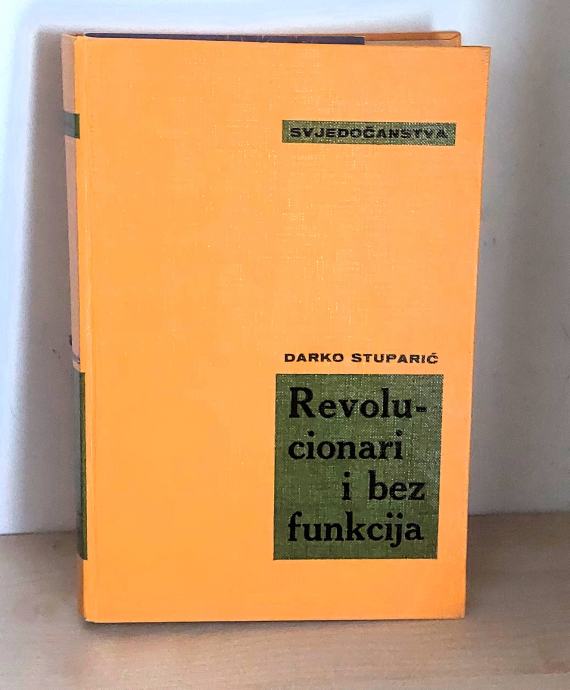 SVJEDOČANSTVA
DARKO STUPARIĆ
Revolu-
cionari
i bez
funkcija